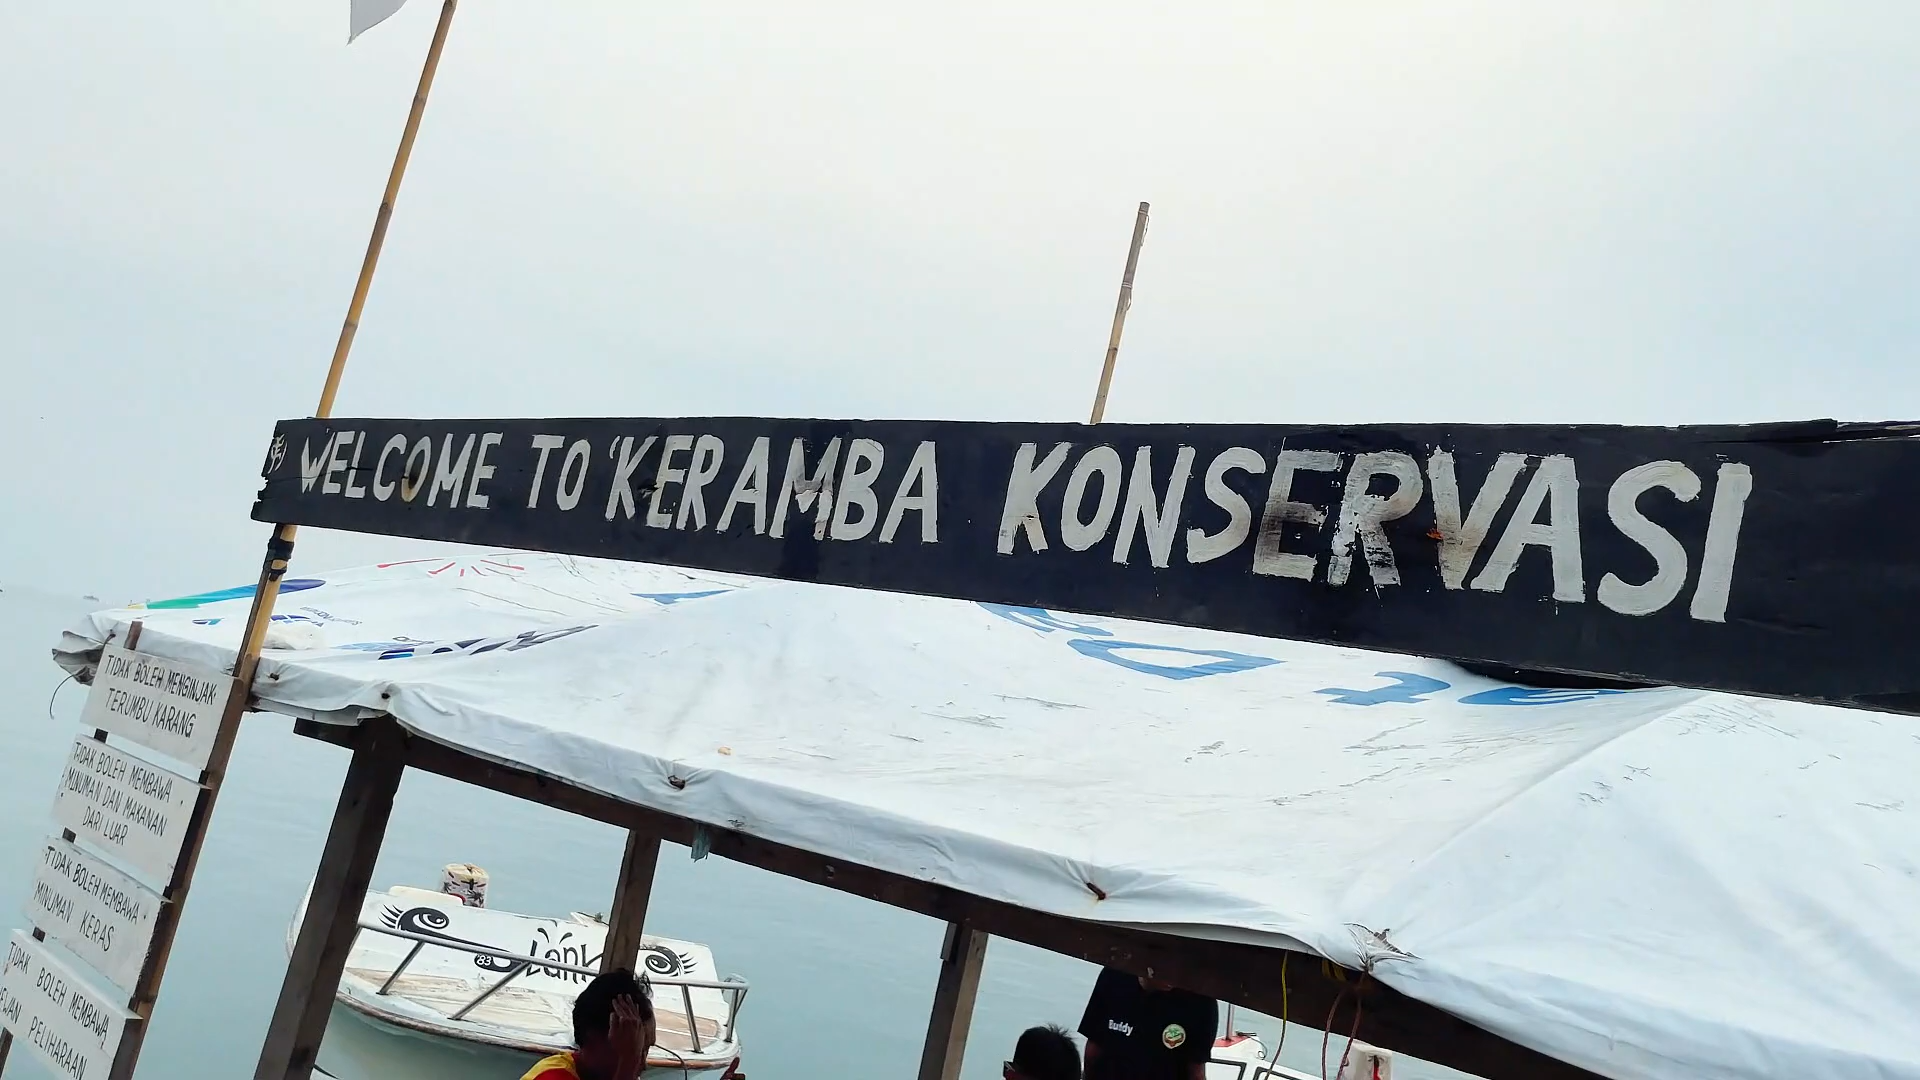 WELCOME TO 'KERAMBA KONSERVASI
TIDAK BOLEH MENGINJAK
TERUMBU KARANG
TIDAK BOLEH MEMBAWA
MINUMAN DAN MAKANAN
DARI LUAR
TIDAK BOLEH MEMBAWA
MINUMAN KERAS
TIDAK BOLEH MEMBAWA
PELIHARAAN
83
Buddy